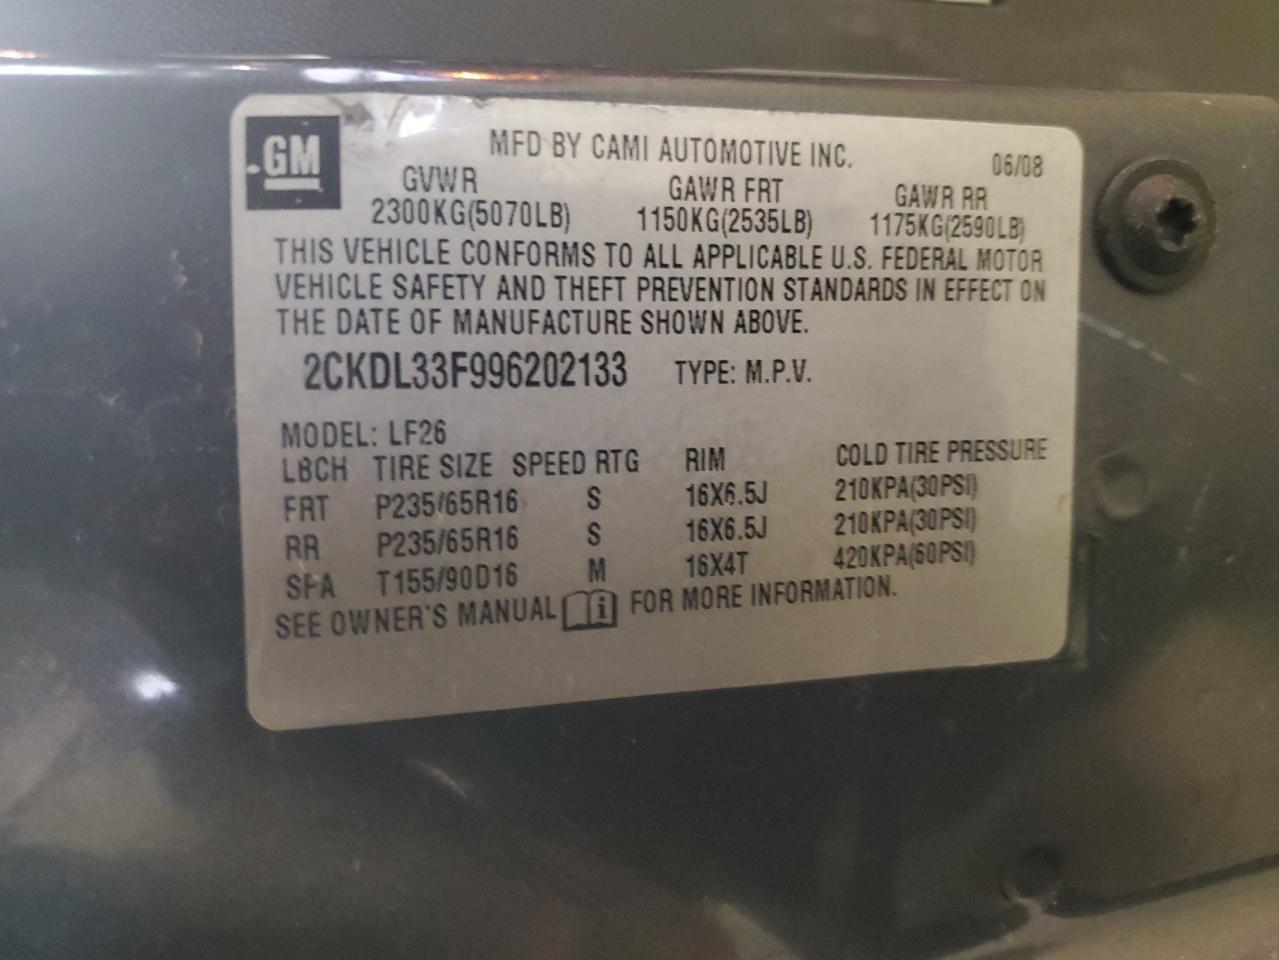 GM
MFD BY CAMI AUTOMOTIVE INC. 06/08
GVWR GAWR FRT GAWR RR
2300KG(5070LB) 1150KG(2535LB) 1175KG(2590LB)
THIS VEHICLE CONFORMS TO ALL APPLICABLE U.S. FEDERAL MOTOR
VEHICLE SAFETY AND THEFT PREVENTION STANDARDS IN EFFECT ON
THE DATE OF MANUFACTURE SHOWN ABOVE.
2CKDL33F996202133 TYPE: M.P.V.
MODEL: LF26
LBCH TIRE SIZE SPEED RTG RIM COLD TIRE PRESSURE
FRT P235/65R16 S 16X6.5J 210KPA(30PSI)
RR P235/65R16 S 16X6.5J 210KPA(30PSI)
SPA T155/90D16 M 16X4T 420KPA(60PSI)
SEE OWNER'S MANUAL i FOR MORE INFORMATION.